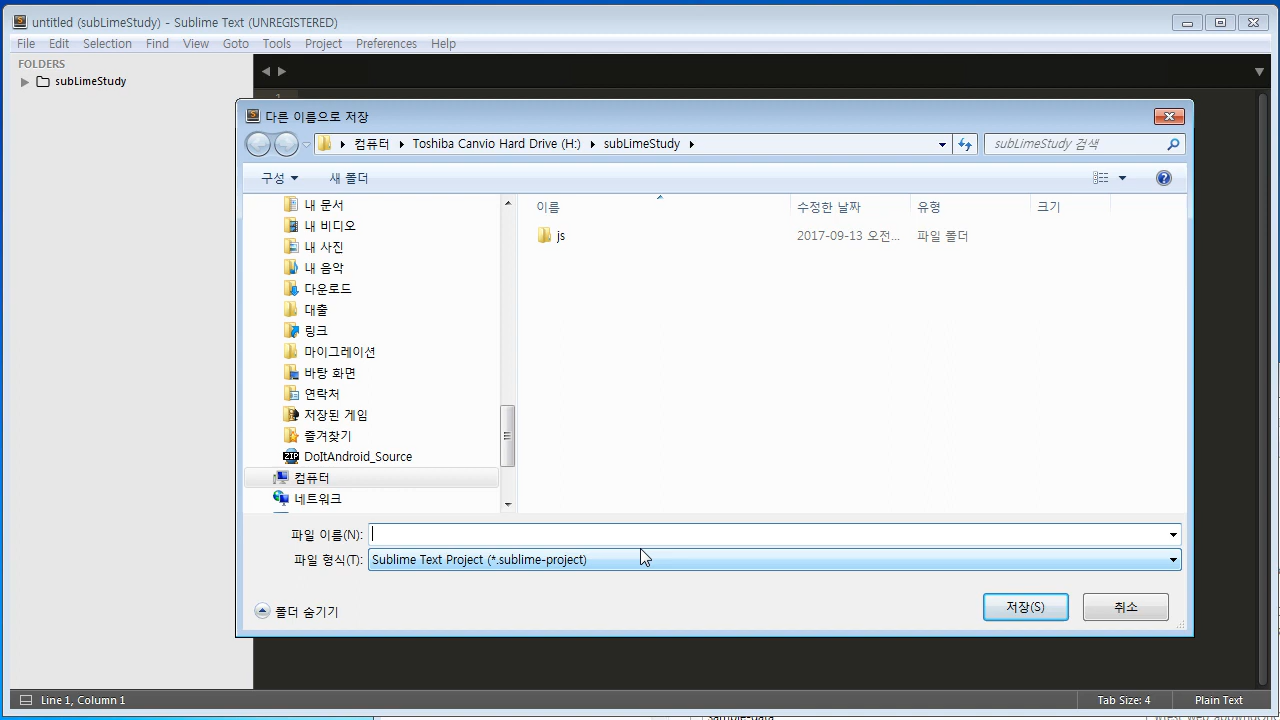 untitled (subLimeStudy) - Sublime Text (UNREGISTERED)
File Edit Selection Find View Goto Tools Project Preferences Help
FOLDERS
subLimeStudy
1
다른 이름으로 저장
컴퓨터 Toshiba Canvio Hard Drive (H:) subLimeStudy
subLimeStudy 검색
구성 새 폴더
내 문서
내 비디오
내 사진
내 음악
다운로드
대출
링크
마이그레이션
바탕 화면
연락처
저장된 게임
즐겨찾기
DoItAndroid_Source
컴퓨터
네트워크
이름 수정한 날짜 유형 크기
js 2017-09-13 오전... 파일 폴더
파일 이름(N):
파일 형식(T): Sublime Text Project (*.sublime-project)
폴더 숨기기
저장(S) 취소
Line 1, Column 1 Tab Size: 4 Plain Text